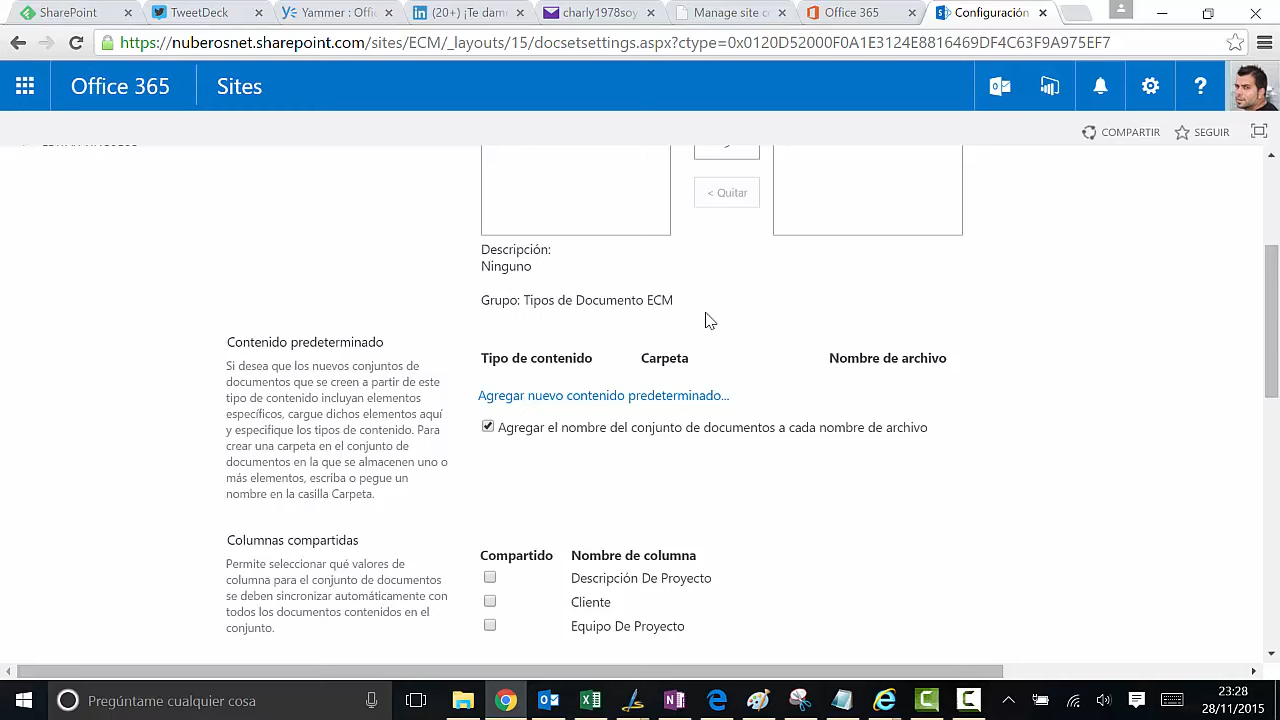 SharePoint
TweetDeck
Yammer : Offi
(20+) ¡Te dam
charly1978soy
Manage site c
Office 365
Configuración
https://nuberosnet.sharepoint.com/sites/ECM/_layouts/15/docsetsettings.aspx?ctype=0x0120D52000F0A1E3124E8816469DF4C63F9A975EF7
Office 365
Sites
COMPARTIR
SEGUIR
< Quitar
Descripción:
Ninguno
Grupo: Tipos de Documento ECM
Contenido predeterminado
Si desea que los nuevos conjuntos de
documentos que se creen a partir de este
tipo de contenido incluyan elementos
específicos, cargue dichos elementos aquí
y especifique los tipos de contenido. Para
crear una carpeta en el conjunto de
documentos en la que se almacenen uno o
más elementos, escriba o pegue un
nombre en la casilla Carpeta.
Tipo de contenido Carpeta Nombre de archivo
Agregar nuevo contenido predeterminado...
Agregar el nombre del conjunto de documentos a cada nombre de archivo
Columnas compartidas
Permite seleccionar qué valores de
columna para el conjunto de documentos
se deben sincronizar automáticamente con
todos los documentos contenidos en el
conjunto.
Compartido Nombre de columna
Descripción De Proyecto
Cliente
Equipo De Proyecto
Pregúntame cualquier cosa
23:28
28/11/2015